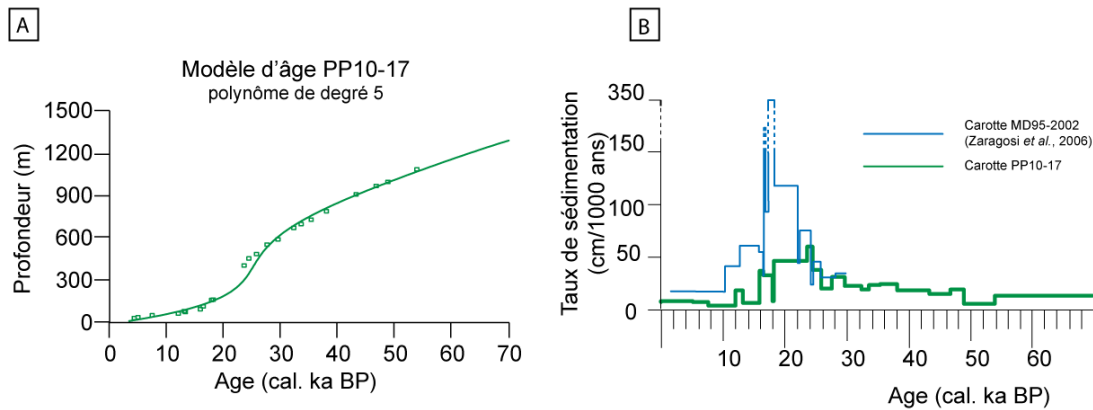 A
Modèle d'âge PP10-17
polynôme de degré 5
Profondeur (m)
1500
1200
900
600
300
0
0 10 20 30 40 50 60 70
Age (cal. ka BP)
B
Taux de sédimentation
(cm/1000 ans)
350
150
100
50
0
Carotte MD95-2002
(Zaragosi et al., 2006)
Carotte PP10-17
10 20 30 40 50 60
Age (cal. ka BP)